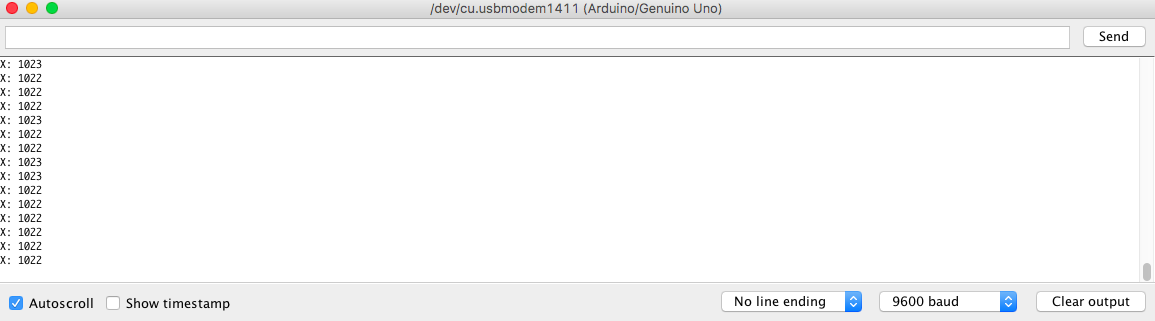 /dev/cu.usbmodem1411 (Arduino/Genuino Uno)
Send
X: 1023
X: 1022
X: 1022
X: 1022
X: 1023
X: 1022
X: 1022
X: 1023
X: 1023
X: 1022
X: 1022
X: 1022
X: 1022
X: 1022
X: 1022
Autoscroll Show timestamp No line ending 9600 baud Clear output